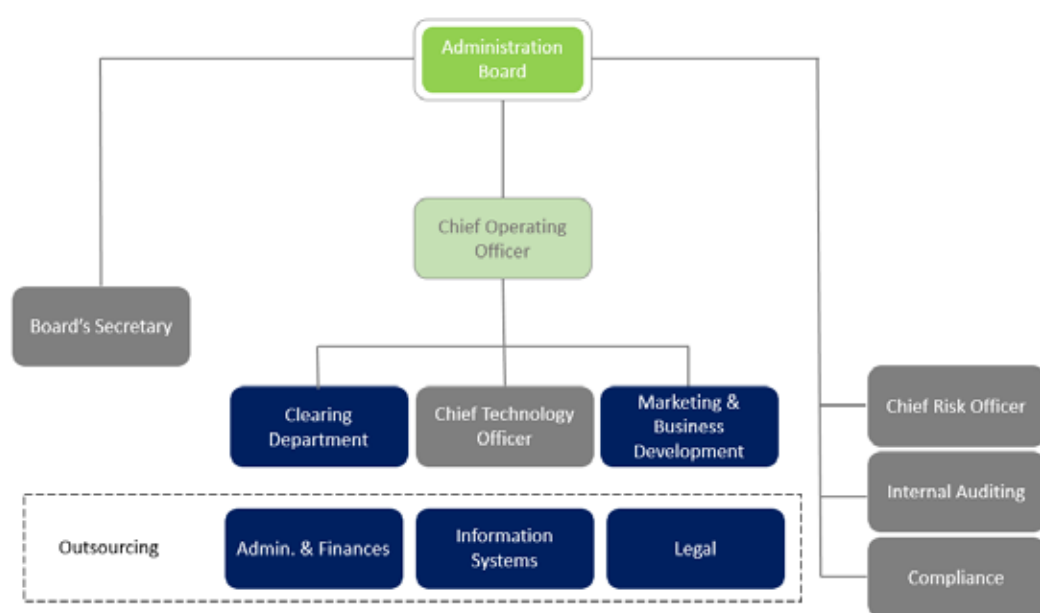 Administration
Board
Chief Operating
Officer
Board's Secretary
Clearing
Department
Chief Technology
Officer
Marketing &
Business
Development
Chief Risk Officer
Internal Auditing
Compliance
Outsourcing
Admin. & Finances
Information
Systems
Legal